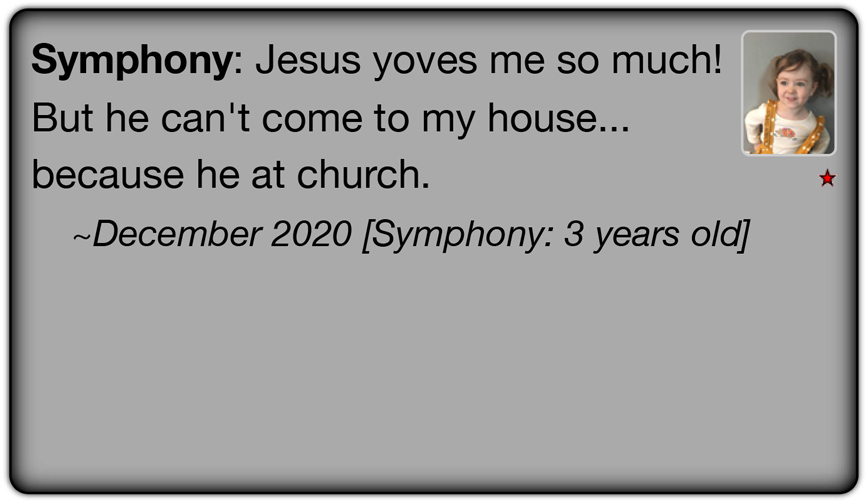 Symphony: Jesus yoves me so much!
But he can't come to my house...
because he at church.
~December 2020 [Symphony: 3 years old]